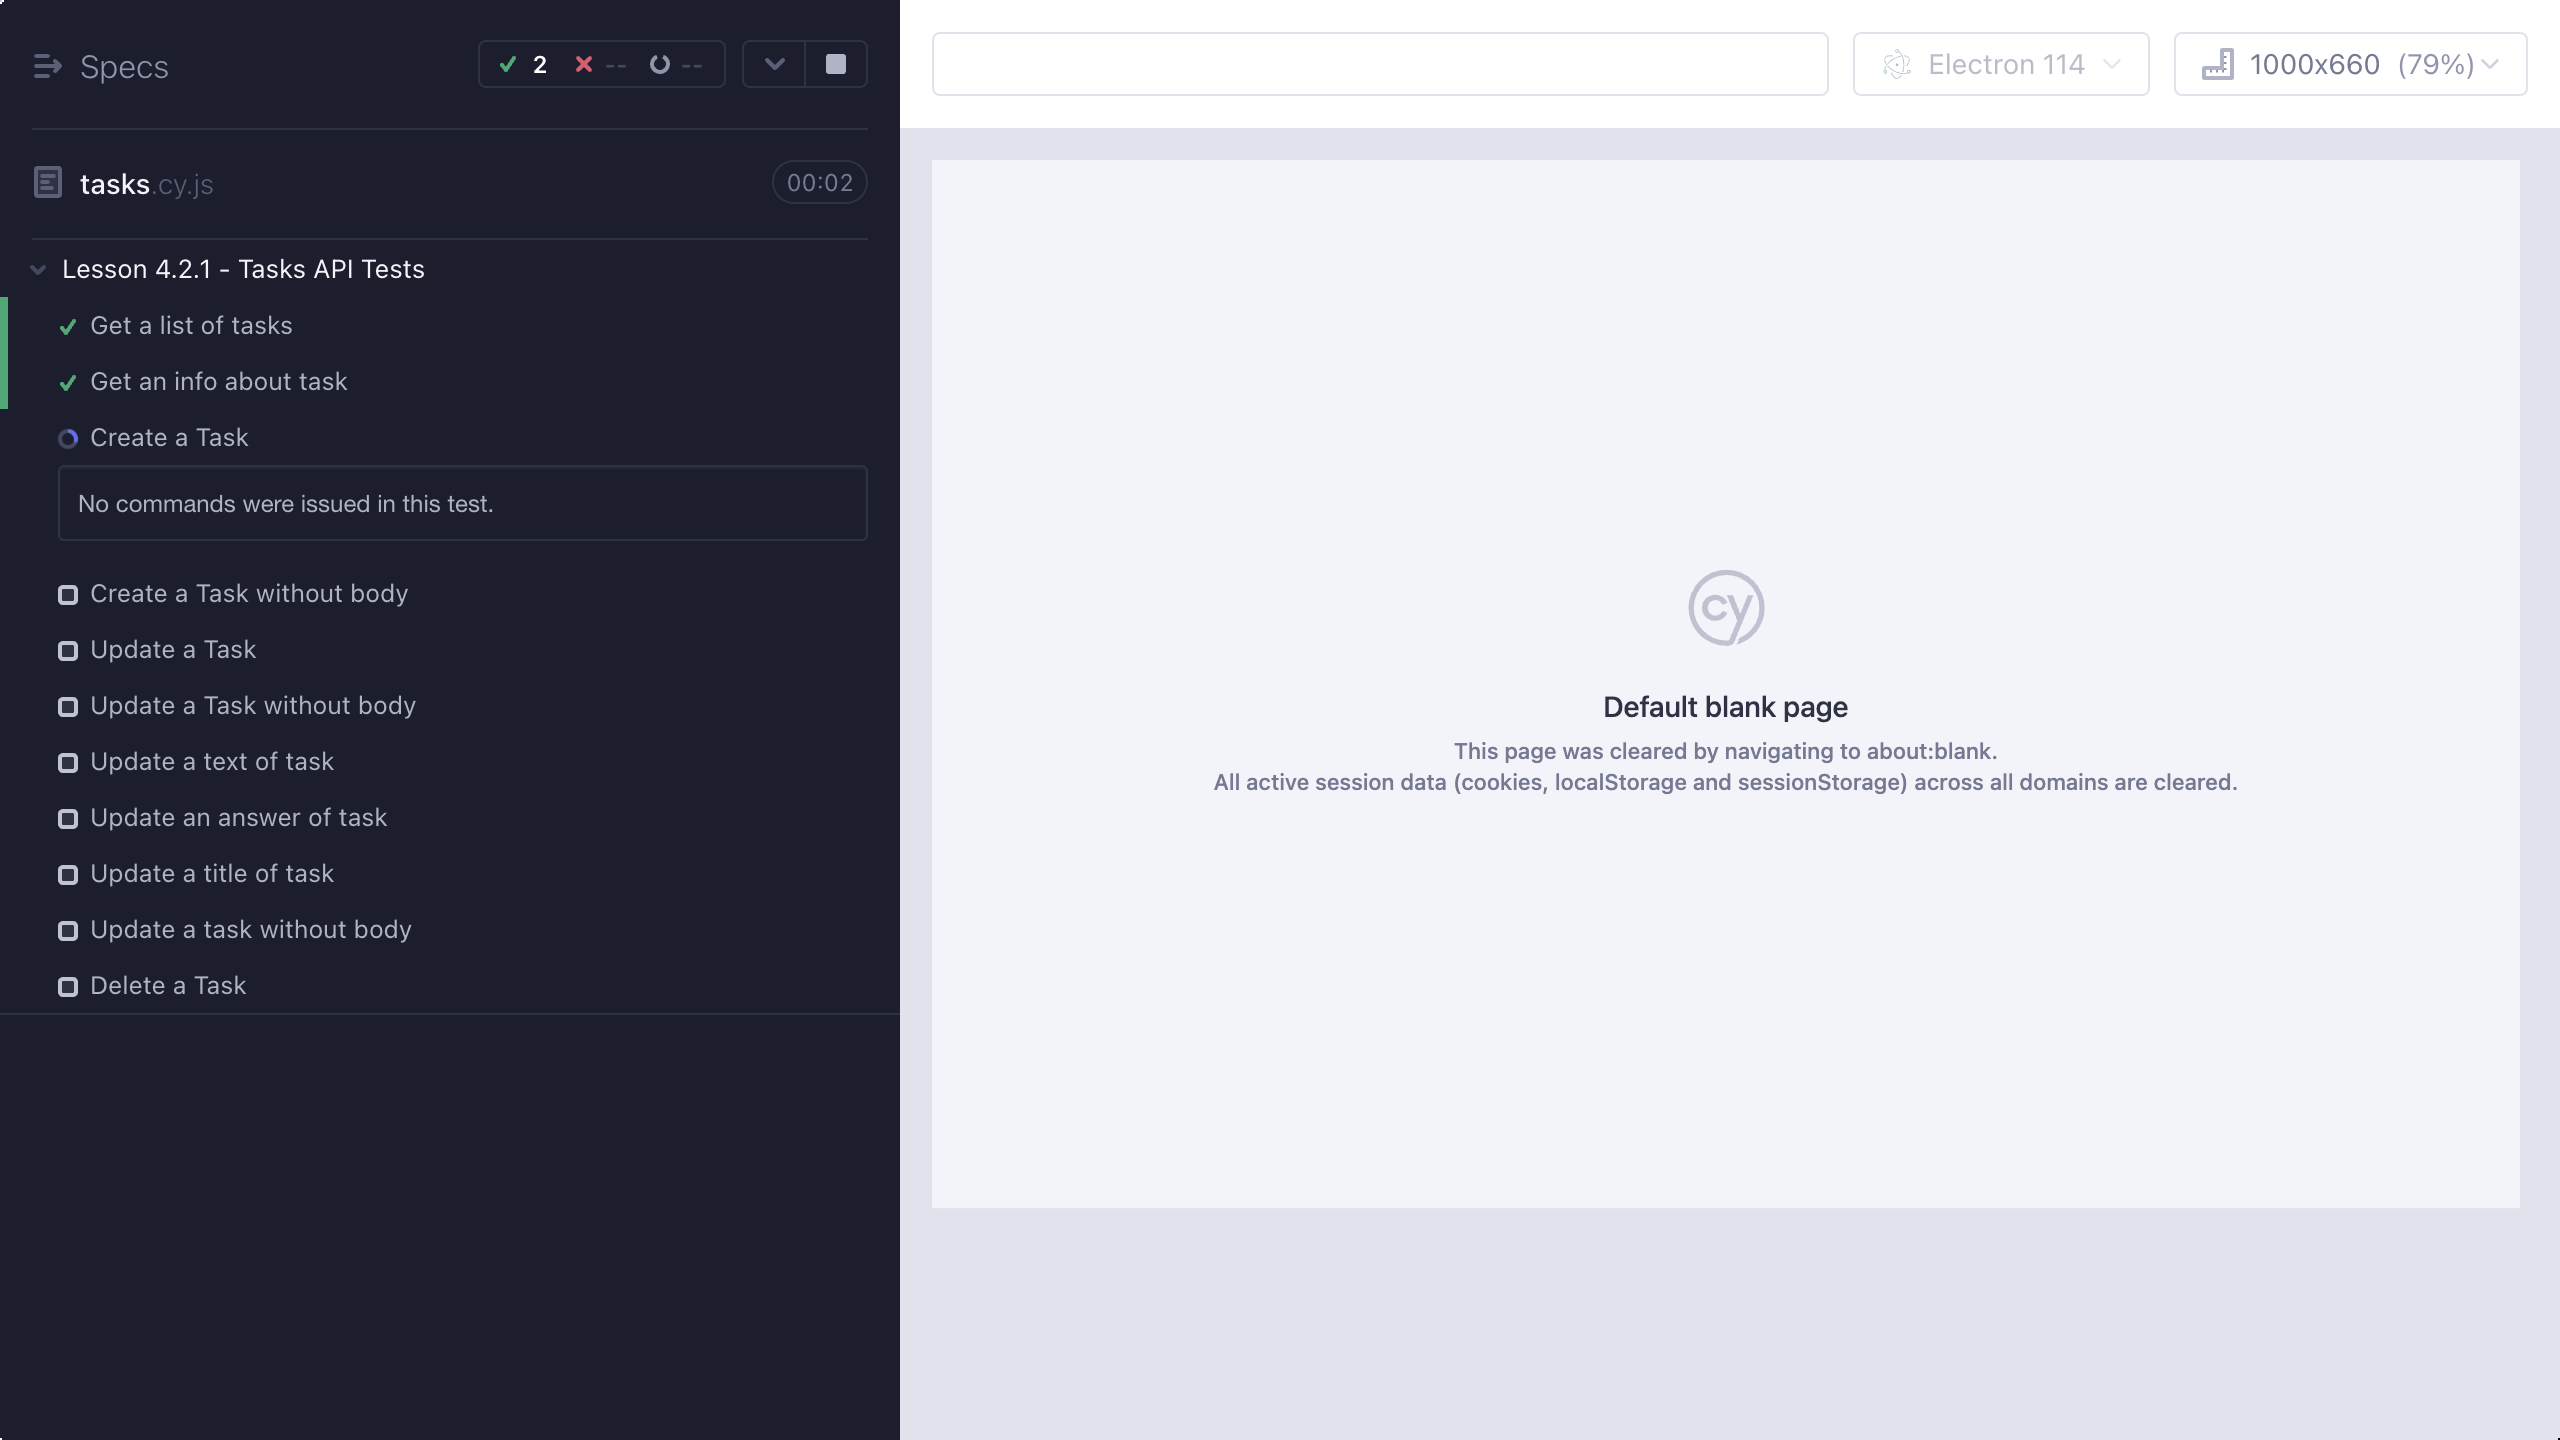 Specs
2 -- --
tasks.cy.js
00:02
Lesson 4.2.1 - Tasks API Tests
Get a list of tasks
Get an info about task
Create a Task
No commands were issued in this test.
Create a Task without body
Update a Task
Update a Task without body
Update a text of task
Update an answer of task
Update a title of task
Update a task without body
Delete a Task
Electron 114
1000x660 (79%)
cy
Default blank page
This page was cleared by navigating to about:blank.
All active session data (cookies, localStorage and sessionStorage) across all domains are cleared.